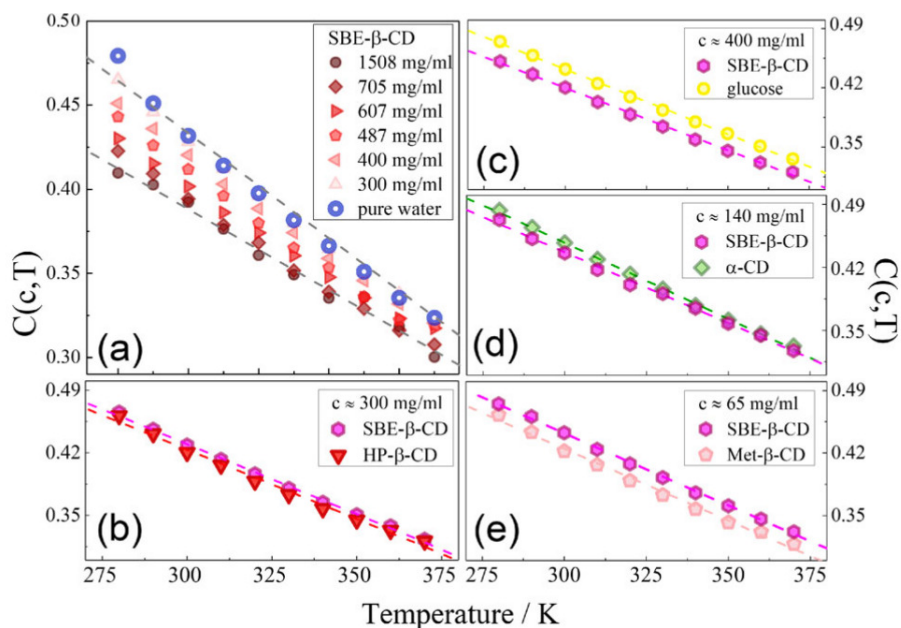 0.50
0.45
0.40
0.35
0.30
C(c,T)
SBE-β-CD
1508 mg/ml
705 mg/ml
607 mg/ml
487 mg/ml
400 mg/ml
300 mg/ml
pure water
(a)
0.49
0.42
0.35
c ≈ 300 mg/ml
SBE-β-CD
HP-β-CD
(b)
275 300 325 350 375
c ≈ 400 mg/ml
SBE-β-CD
glucose
(c)
0.49
0.42
0.35
c ≈ 140 mg/ml
SBE-β-CD
α-CD
(d)
0.49
0.42
0.35
C(c,T)
c ≈ 65 mg/ml
SBE-β-CD
Met-β-CD
(e)
0.49
0.42
0.35
275 300 325 350 375
Temperature / K